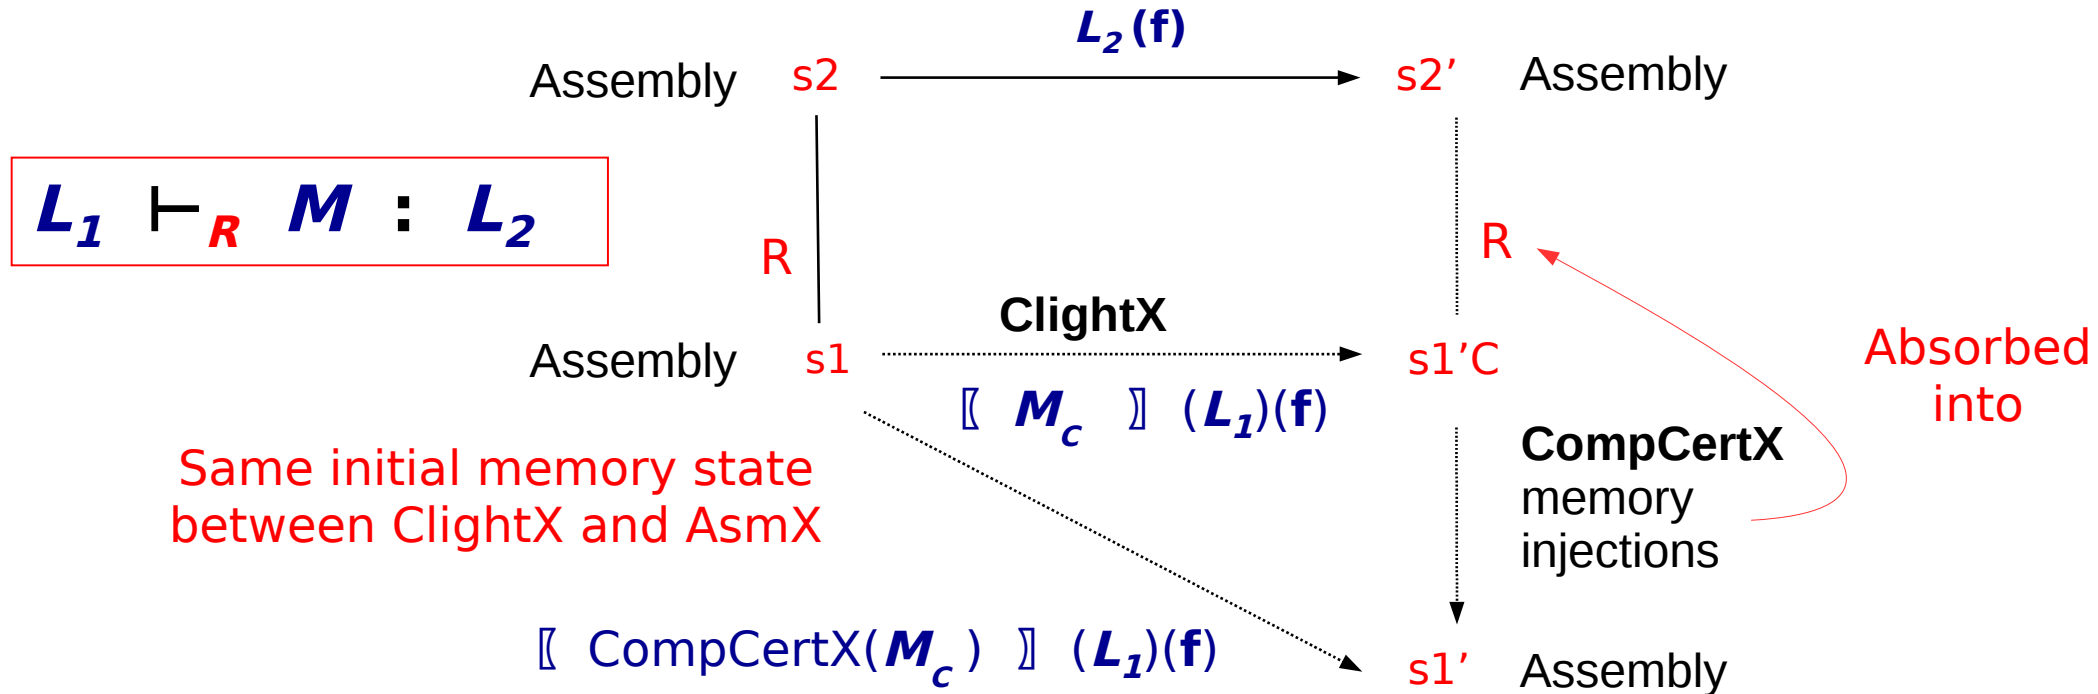 L2 (f)
Assembly s2 s2’ Assembly
L1 ⊢R M : L2
R R
ClightX
Assembly s1 s1’C
Absorbed
into
⟦ Mc ⟧ (L1)(f)
CompCertX
memory
injections
Same initial memory state
between ClightX and AsmX
⟦ CompCertX(Mc ) ⟧ (L1)(f)
s1’ Assembly